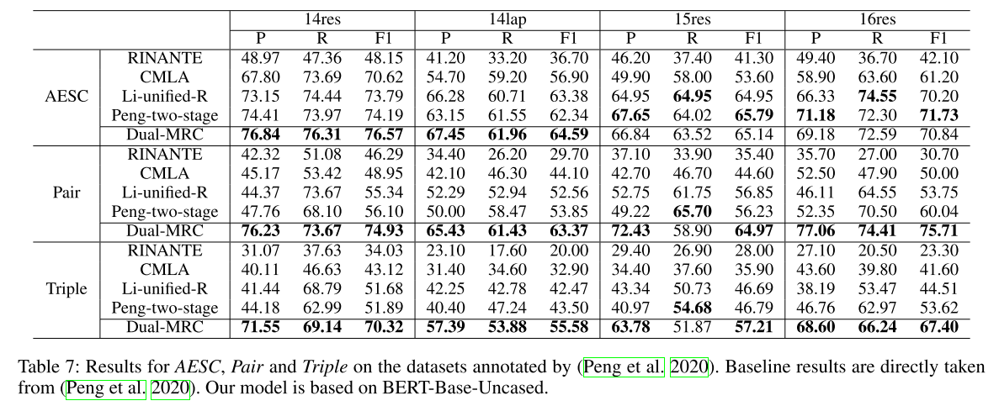 14res 14lap 15res 16res
P R F1 P R F1 P R F1 P R F1
RINANTE 48.97 47.36 48.15 41.20 33.20 36.70 46.20 37.40 41.30 49.40 36.70 42.10
CMLA 67.80 73.69 70.62 54.70 59.20 56.90 49.90 58.00 53.60 58.90 63.60 61.20
AESC Li-unified-R 73.15 74.44 73.79 66.28 60.71 63.38 64.95 64.95 64.95 66.33 74.55 70.20
Peng-two-stage 74.41 73.97 74.19 63.15 61.55 62.34 67.65 64.02 65.79 71.18 72.30 71.73
Dual-MRC 76.84 76.31 76.57 67.45 61.96 64.59 66.84 63.52 65.14 69.18 72.59 70.84
RINANTE 42.32 51.08 46.29 34.40 26.20 29.70 37.10 33.90 35.40 35.70 27.00 30.70
CMLA 45.17 53.42 48.95 42.10 46.30 44.10 42.70 46.70 44.60 52.50 47.90 50.00
Pair Li-unified-R 44.37 73.67 55.34 52.29 52.94 52.56 52.75 61.75 56.85 46.11 64.55 53.75
Peng-two-stage 47.76 68.10 56.10 50.00 58.47 53.85 49.22 65.70 56.23 52.35 70.50 60.04
Dual-MRC 76.23 73.67 74.93 65.43 61.43 63.37 72.43 58.90 64.97 77.06 74.41 75.71
RINANTE 31.07 37.63 34.03 23.10 17.60 20.00 29.40 26.90 28.00 27.10 20.50 23.30
CMLA 40.11 46.63 43.12 31.40 34.60 32.90 34.40 37.60 35.90 43.60 39.80 41.60
Triple Li-unified-R 41.44 68.79 51.68 42.25 42.78 42.47 43.34 50.73 46.69 38.19 53.47 44.51
Peng-two-stage 44.18 62.99 51.89 40.40 47.24 43.50 40.97 54.68 46.79 46.76 62.97 53.62
Dual-MRC 71.55 69.14 70.32 57.39 53.88 55.58 63.78 51.87 57.21 68.60 66.24 67.40
Table 7: Results for AESC, Pair and Triple on the datasets annotated by (Peng et al. 2020). Baseline results are directly taken
from (Peng et al. 2020). Our model is based on BERT-Base-Uncased.